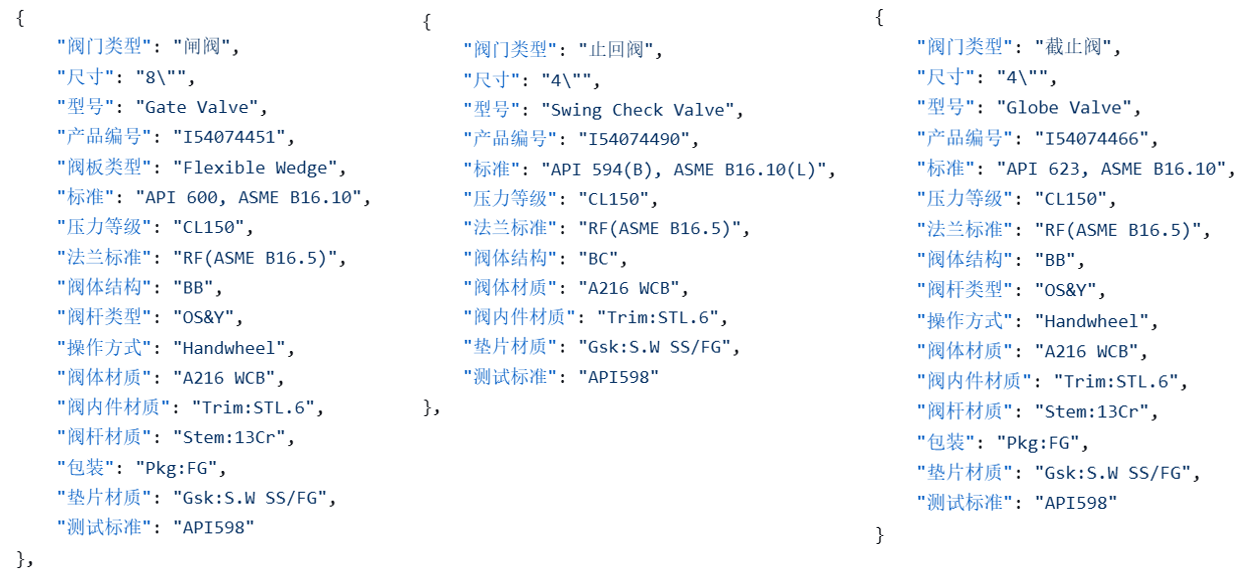 {
"阀门类型": "闸阀",
"尺寸": "8\"",
"型号": "Gate Valve",
"产品编号": "I54074451",
"阀板类型": "Flexible Wedge",
"标准": "API 600, ASME B16.10",
"压力等级": "CL150",
"法兰标准": "RF(ASME B16.5)",
"阀体结构": "BB",
"阀杆类型": "OS&Y",
"操作方式": "Handwheel",
"阀体材质": "A216 WCB",
"阀内件材质": "Trim:STL.6",
"阀杆材质": "Stem:13Cr",
"包装": "Pkg:FG",
"垫片材质": "Gsk:S.W SS/FG",
"测试标准": "API598"
},
{
"阀门类型": "止回阀",
"尺寸": "4\"",
"型号": "Swing Check Valve",
"产品编号": "I54074490",
"标准": "API 594(B), ASME B16.10(L)",
"压力等级": "CL150",
"法兰标准": "RF(ASME B16.5)",
"阀体结构": "BC",
"阀体材质": "A216 WCB",
"阀内件材质": "Trim:STL.6",
"垫片材质": "Gsk:S.W SS/FG",
"测试标准": "API598"
},
{
"阀门类型": "截止阀",
"尺寸": "4\"",
"型号": "Globe Valve",
"产品编号": "I54074466",
"标准": "API 623, ASME B16.10",
"压力等级": "CL150",
"法兰标准": "RF(ASME B16.5)",
"阀体结构": "BB",
"阀杆类型": "OS&Y",
"操作方式": "Handwheel",
"阀体材质": "A216 WCB",
"阀内件材质": "Trim:STL.6",
"阀杆材质": "Stem:13Cr",
"包装": "Pkg:FG",
"垫片材质": "Gsk:S.W SS/FG",
"测试标准": "API598"
}